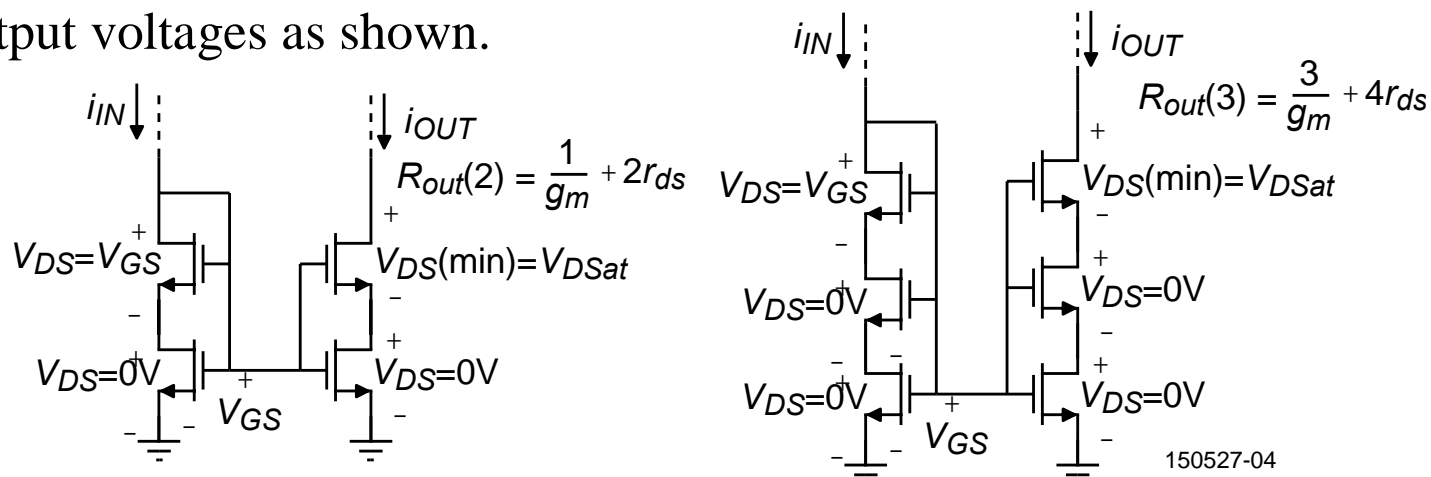 tput voltages as shown.
iIN
iOUT
Rout(2) = 1/gm + 2rds
VDS=VGS
VDS(min)=VDSat
VDS=0V
VDS=0V
VGS
iIN
iOUT
Rout(3) = 3/gm + 4rds
VDS=VGS
VDS(min)=VDSat
VDS=0V
VDS=0V
VDS=0V
VDS=0V
VGS
150527-04